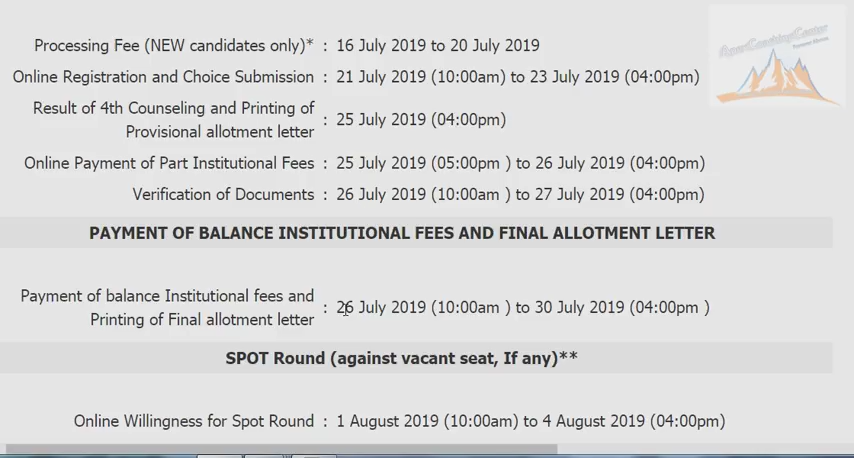 Processing Fee (NEW candidates only)* : 16 July 2019 to 20 July 2019
Online Registration and Choice Submission : 21 July 2019 (10:00am) to 23 July 2019 (04:00pm)
Result of 4th Counseling and Printing of
Provisional allotment letter : 25 July 2019 (04:00pm)
Online Payment of Part Institutional Fees : 25 July 2019 (05:00pm ) to 26 July 2019 (04:00pm)
Verification of Documents : 26 July 2019 (10:00am ) to 27 July 2019 (04:00pm)
PAYMENT OF BALANCE INSTITUTIONAL FEES AND FINAL ALLOTMENT LETTER
Payment of balance Institutional fees and
Printing of Final allotment letter : 26 July 2019 (10:00am ) to 30 July 2019 (04:00pm )
SPOT Round (against vacant seat, If any)**
Online Willingness for Spot Round : 1 August 2019 (10:00am) to 4 August 2019 (04:00pm)